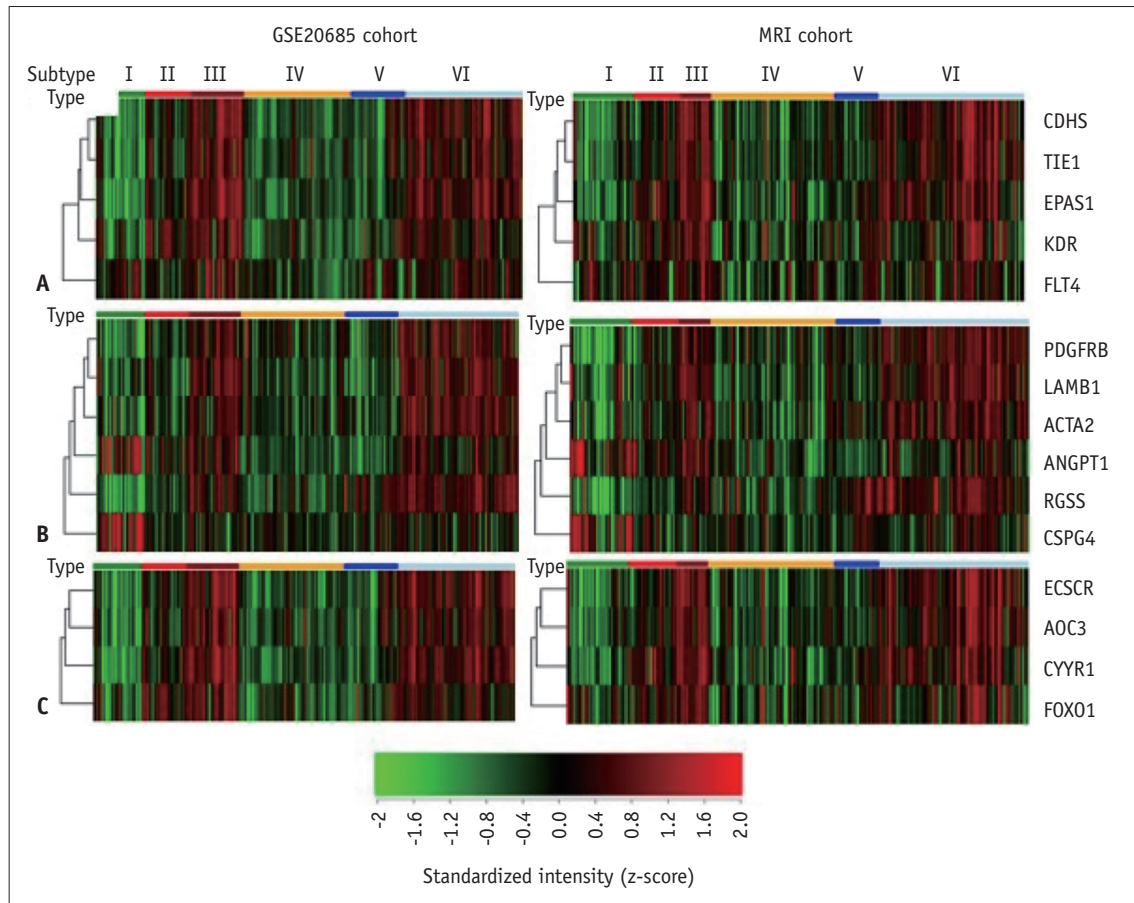 GSE20685 cohort
MRI cohort
Subtype I II III IV V VI
I II III IV V VI
Type
Type
CDHS
TIE1
EPAS1
KDR
FLT4
A
Type
Type
PDGFRB
LAMB1
ACTA2
ANGPT1
RGSS
CSPG4
B
Type
Type
ECSCR
AOC3
CYYR1
FOXO1
C
-2 -1.6 -1.2 -0.8 -0.4 0.0 0.4 0.8 1.2 1.6 2.0
Standardized intensity (z-score)